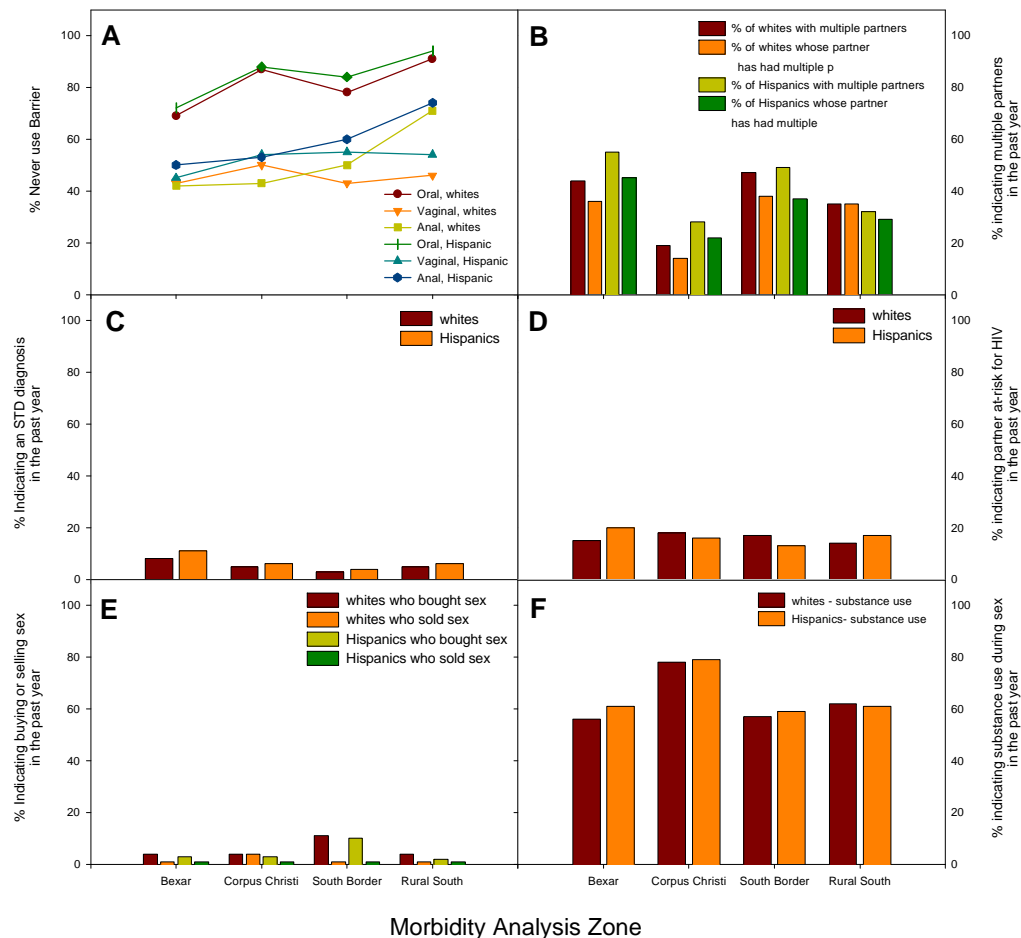 A
% Never use Barrier
100
80
60
40
20
0
Oral, whites
Vaginal, whites
Anal, whites
Oral, Hispanic
Vaginal, Hispanic
Anal, Hispanic
B
% of whites with multiple partners
% of whites whose partner
has had multiple p
% of Hispanics with multiple partners
% of Hispanics whose partner
has had multiple
100
80
60
40
20
0
% indicating multiple partners
in the past year
C
% Indicating an STD diagnosis
in the past year
100
80
60
40
20
0
whites
Hispanics
D
whites
Hispanics
100
80
60
40
20
0
% indicating partner at-risk for HIV
in the past year
E
% Indicating buying or selling sex
in the past year
100
80
60
40
20
0
whites who bought sex
whites who sold sex
Hispanics who bought sex
Hispanics who sold sex
Bexar
Corpus Christi
South Border
Rural South
F
whites - substance use
Hispanics- substance use
100
80
60
40
20
0
% indicating substance use during sex
in the past year
Bexar
Corpus Christi
South Border
Rural South
Morbidity Analysis Zone